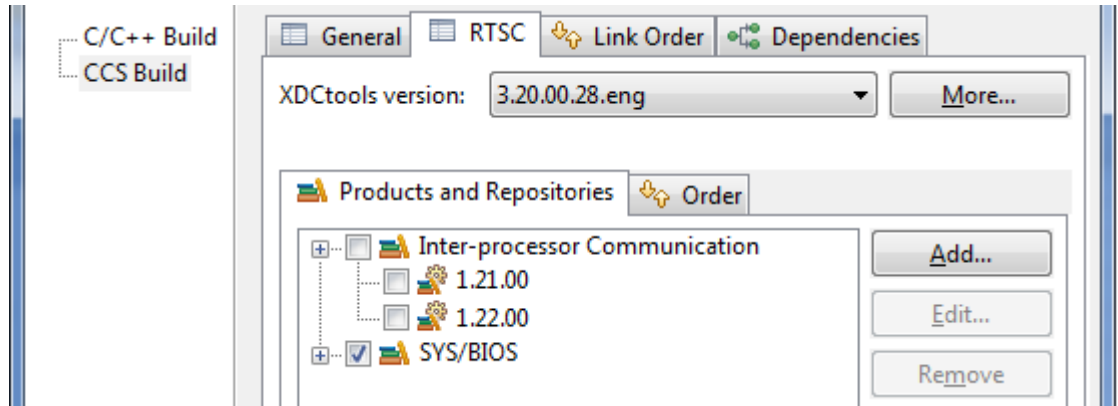 C/C++ Build
CCS Build
General RTSC Link Order Dependencies
XDCtools version: 3.20.00.28.eng More...
Products and Repositories Order
Inter-processor Communication
1.21.00
1.22.00
SYS/BIOS
Add...
Edit...
Remove